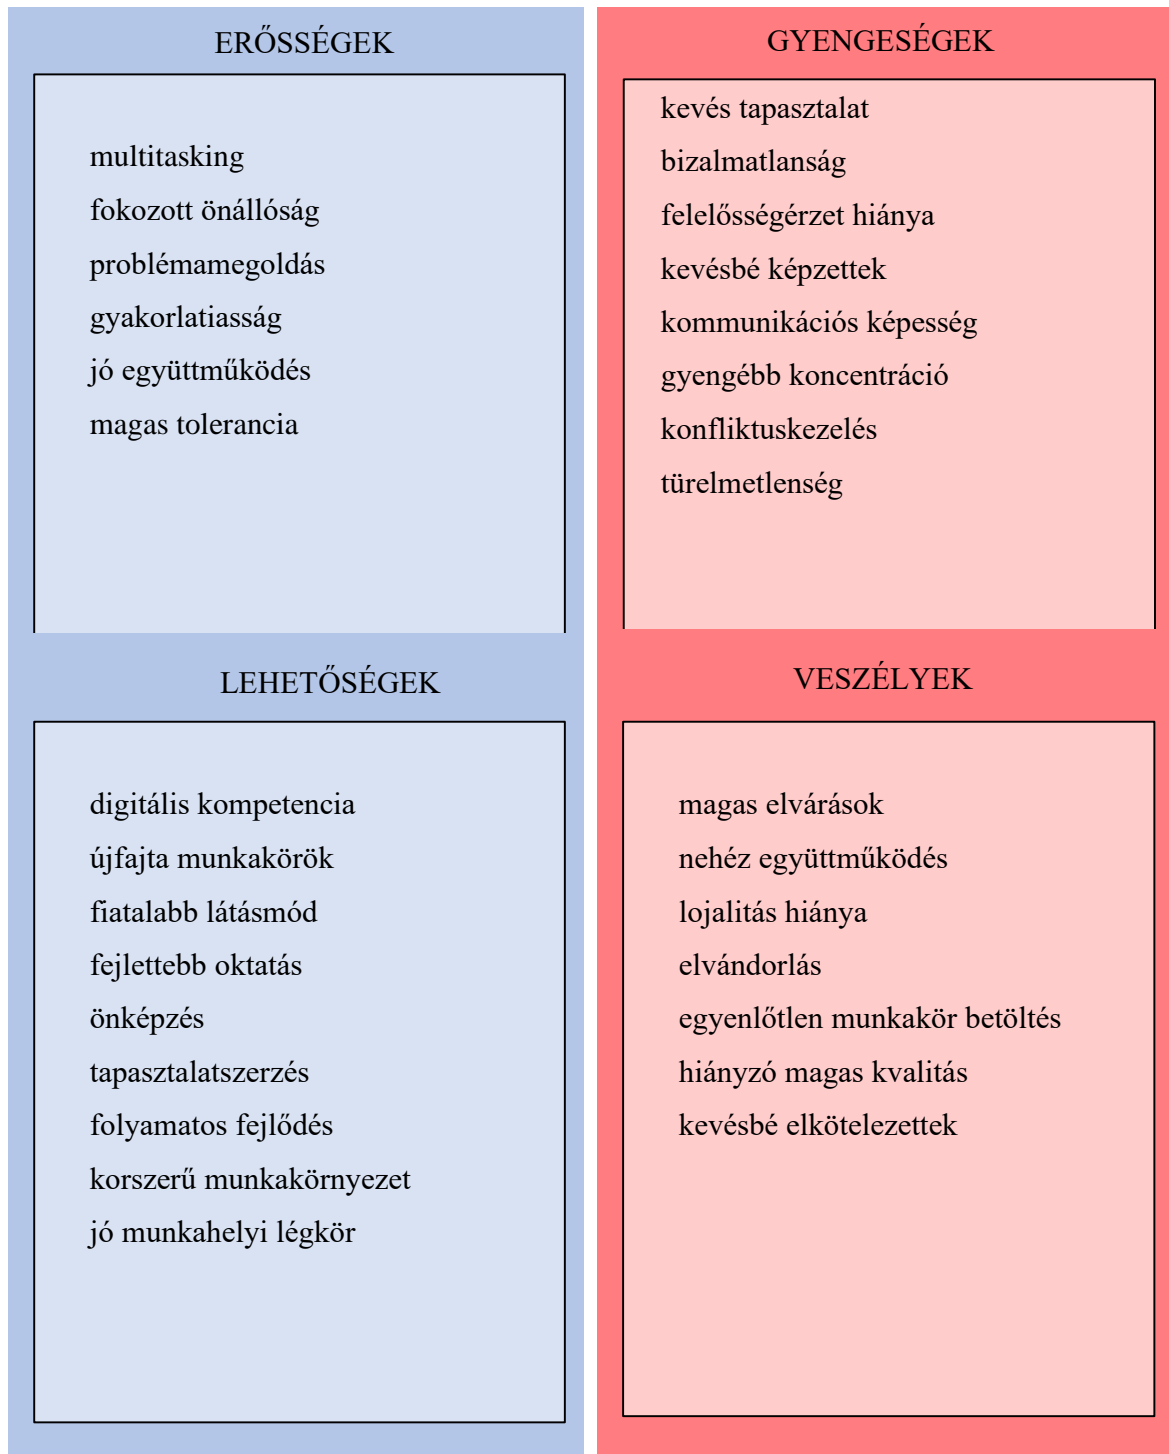 ERŐSSÉGEK
multitasking
fokozott önállóság
problémamegoldás
gyakorlatiasság
jó együttműködés
magas tolerancia
GYENGESÉGEK
kevés tapasztalat
bizalmatlanság
felelősségérzet hiánya
kevésbé képzettek
kommunikációs képesség
gyengébb koncentráció
konfliktuskezelés
türelmetlenség
LEHETŐSÉGEK
digitális kompetencia
újfajta munkakörök
fiatalabb látásmód
fejlettebb oktatás
önképzés
tapasztalatszerzés
folyamatos fejlődés
korszerű munkakörnyezet
jó munkahelyi légkör
VESZÉLYEK
magas elvárások
nehéz együttműködés
lojalitás hiánya
elvándorlás
egyenlőtlen munkakör betöltés
hiányzó magas kvalitás
kevésbé elkötelezettek